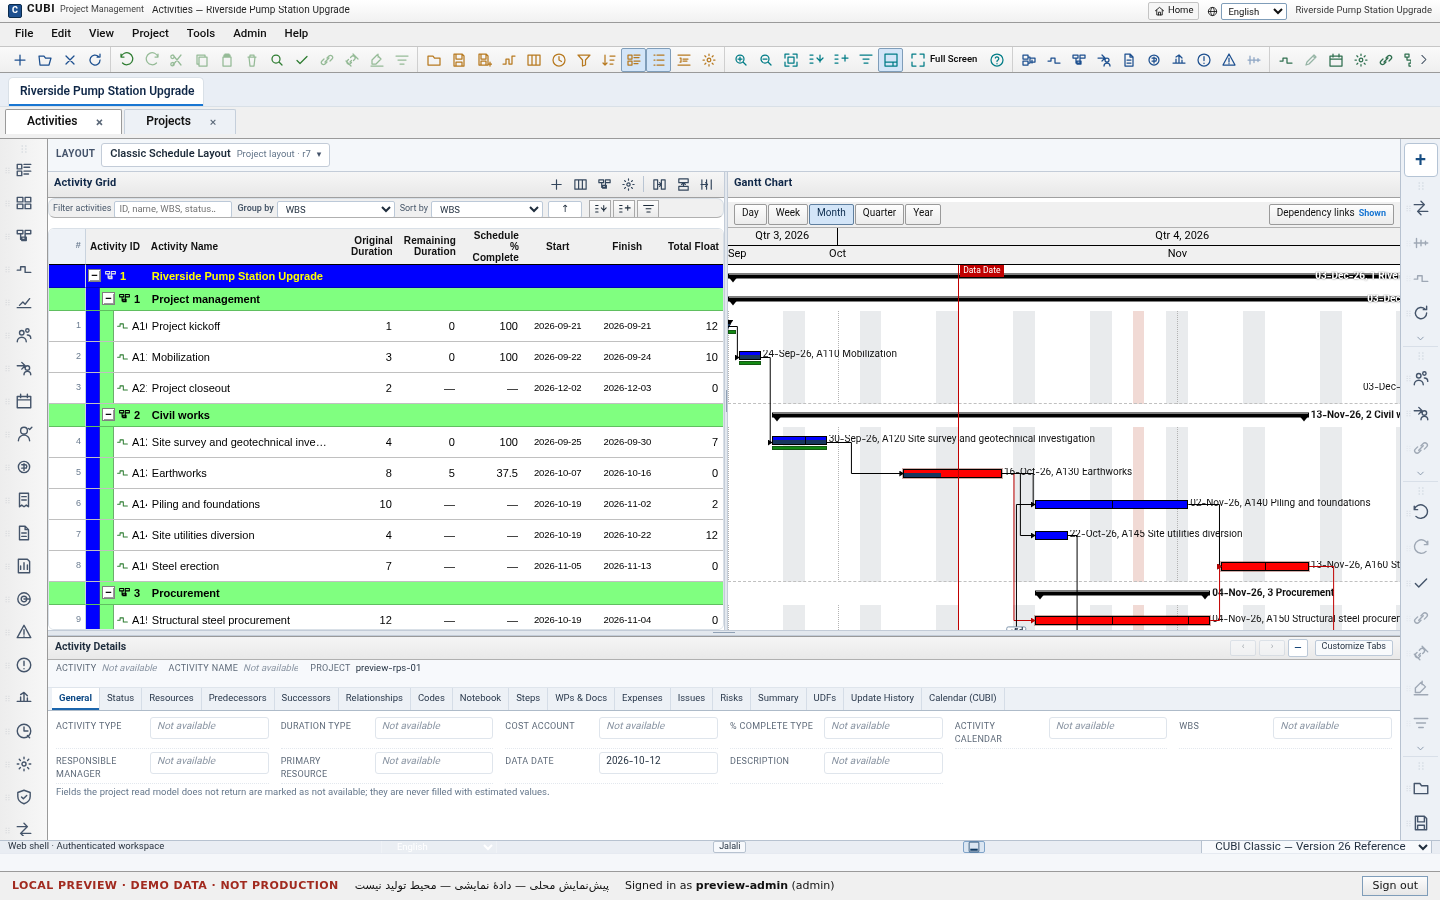 CUBI Project Management Activities — Riverside Pump Station Upgrade Home English Riverside Pump Station Upgrade
File Edit View Project Tools Admin Help
Full Screen
Riverside Pump Station Upgrade
Activities × Projects ×
LAYOUT Classic Schedule Layout Project layout · r7
Activity Grid
Gantt Chart
Filter activities ID, name, WBS, status.. Group by WBS Sort by WBS
Day Week Month Quarter Year Dependency links Shown
# Activity ID Activity Name Original Duration Remaining Duration Schedule % Complete Start Finish Total Float
Qtr 3, 2026 Qtr 4, 2026
Sep Oct Nov
Data Date
1 Riverside Pump Station Upgrade
1 Project management
1 A10 Project kickoff 1 0 100 2026-09-21 2026-09-21 12
2 A1 Mobilization 3 0 100 2026-09-22 2026-09-24 10
24-Sep-26, A110 Mobilization
3 A2 Project closeout 2 — — 2026-12-02 2026-12-03 0
03-Dec-
2 Civil works
13-Nov-26, 2 Civil w
4 A12 Site survey and geotechnical inve... 4 0 100 2026-09-25 2026-09-30 7
30-Sep-26, A120 Site survey and geotechnical investigation
5 A13 Earthworks 8 5 37.5 2026-10-07 2026-10-16 0
16-Oct-26, A130 Earthworks
6 A14 Piling and foundations 10 — — 2026-10-19 2026-11-02 2
02-Nov-26, A140 Piling and foundations
7 A14 Site utilities diversion 4 — — 2026-10-19 2026-10-22 12
22-Oct-26, A145 Site utilities diversion
8 A16 Steel erection 7 — — 2026-11-05 2026-11-13 0
13-Nov-26, A160 St
3 Procurement
04-Nov-26, 3 Procurement
9 A15 Structural steel procurement 12 — — 2026-10-19 2026-11-04 0
04-Nov-26, A150 Structural steel procurer
Activity Details
Customize Tabs
ACTIVITY Not available ACTIVITY NAME Not available PROJECT preview-rps-01
General Status Resources Predecessors Successors Relationships Codes Notebook Steps WPs & Docs Expenses Issues Risks Summary UDFs Update History Calendar (CUBI)
ACTIVITY TYPE Not available DURATION TYPE Not available COST ACCOUNT Not available % COMPLETE TYPE Not available ACTIVITY CALENDAR Not available WBS Not available
RESPONSIBLE MANAGER Not available PRIMARY RESOURCE Not available DATA DATE 2026-10-12 DESCRIPTION Not available
Fields the project read model does not return are marked as not available; they are never filled with estimated values.
Web shell · Authenticated workspace English Jalali CUBI Classic — Version 26 Reference
LOCAL PREVIEW · DEMO DATA · NOT PRODUCTION پیش‌نمایش محلی — دادهٔ نمایشی — محیط تولید نیست Signed in as preview-admin (admin) Sign out